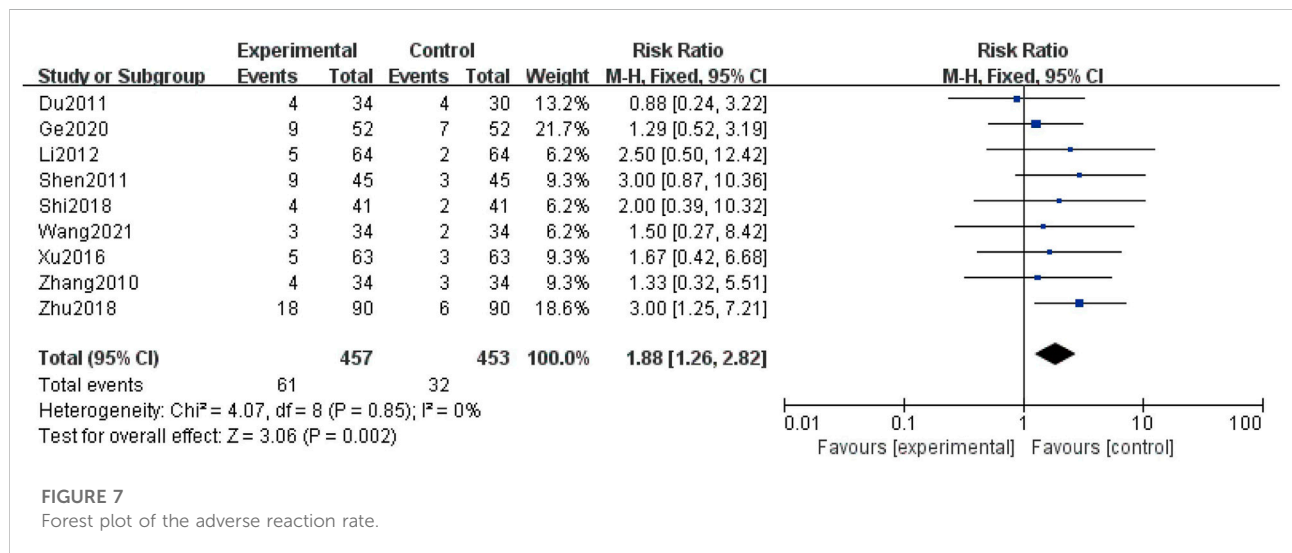 Experimental Control Risk Ratio Risk Ratio
Study or Subgroup Events Total Events Total Weight M-H, Fixed, 95% CI M-H, Fixed, 95% CI
Du2011 4 34 4 30 13.2% 0.88 [0.24, 3.22]
Ge2020 9 52 7 52 21.7% 1.29 [0.52, 3.19]
Li2012 5 64 2 64 6.2% 2.50 [0.50, 12.42]
Shen2011 9 45 3 45 9.3% 3.00 [0.87, 10.36]
Shi2018 4 41 2 41 6.2% 2.00 [0.39, 10.32]
Wang2021 3 34 2 34 6.2% 1.50 [0.27, 8.42]
Xu2016 5 63 3 63 9.3% 1.67 [0.42, 6.68]
Zhang2010 4 34 3 34 9.3% 1.33 [0.32, 5.51]
Zhu2018 18 90 6 90 18.6% 3.00 [1.25, 7.21]
Total (95% CI) 457 453 100.0% 1.88 [1.26, 2.82]
Total events 61 32
Heterogeneity: Chi² = 4.07, df = 8 (P = 0.85); I² = 0%
Test for overall effect: Z = 3.06 (P = 0.002)
0.01 0.1 1 10 100
Favours [experimental] Favours [control]
FIGURE 7
Forest plot of the adverse reaction rate.